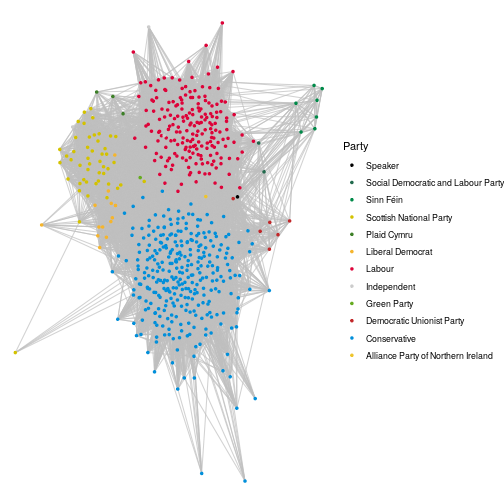 Party
Speaker
Social Democratic and Labour Party
Sinn Féin
Scottish National Party
Plaid Cymru
Liberal Democrat
Labour
Independent
Green Party
Democratic Unionist Party
Conservative
Alliance Party of Northern Ireland